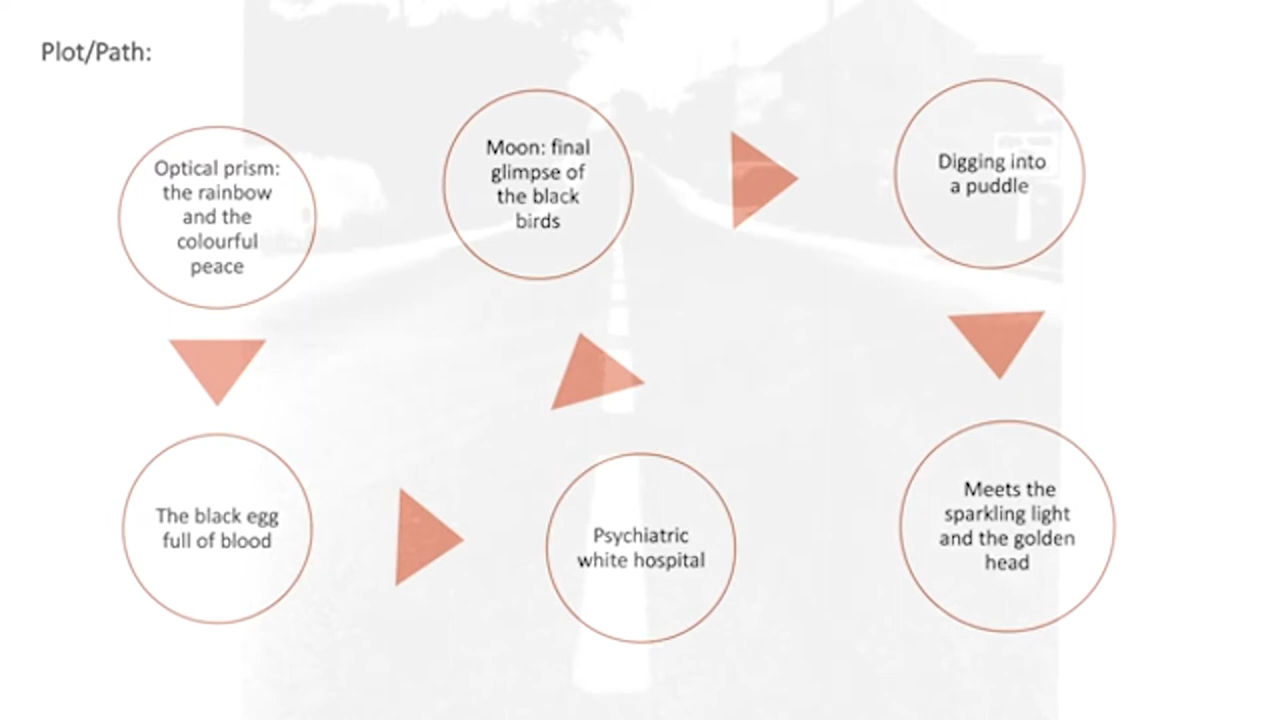 Plot/Path:
Optical prism:
the rainbow
and the
colourful
peace
The black egg
full of blood
Psychiatric
white hospital
Moon: final
glimpse of
the black
birds
Digging into
a puddle
Meets the
sparkling light
and the golden
head